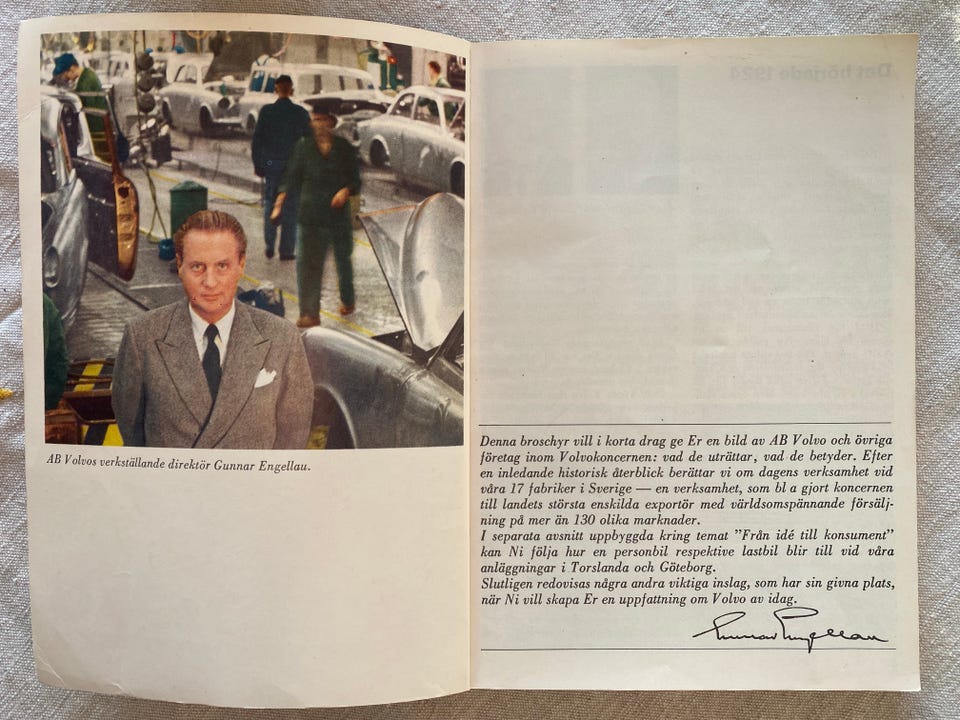 AB Volvos verkställande direktör Gunnar Engellau.
Det började 1924
Denna broschyr vill i korta drag ge Er en bild av AB Volvo och övriga
företag inom Volvokoncernen: vad de uträttar, vad de betyder. Efter
en inledande historisk återblick berättar vi om dagens verksamhet vid
våra 17 fabriker i Sverige — en verksamhet, som bl a gjort koncernen
till landets största enskilda exportör med världsomspännande försälj-
ning på mer än 130 olika marknader.
I separata avsnitt uppbyggda kring temat ”Från idé till konsument”
kan Ni följa hur en personbil respektive lastbil blir till vid våra
anläggningar i Torslanda och Göteborg.
Slutligen redovisas några andra viktiga inslag, som har sin givna plats,
när Ni vill skapa Er en uppfattning om Volvo av idag.
Gunnar Engellau